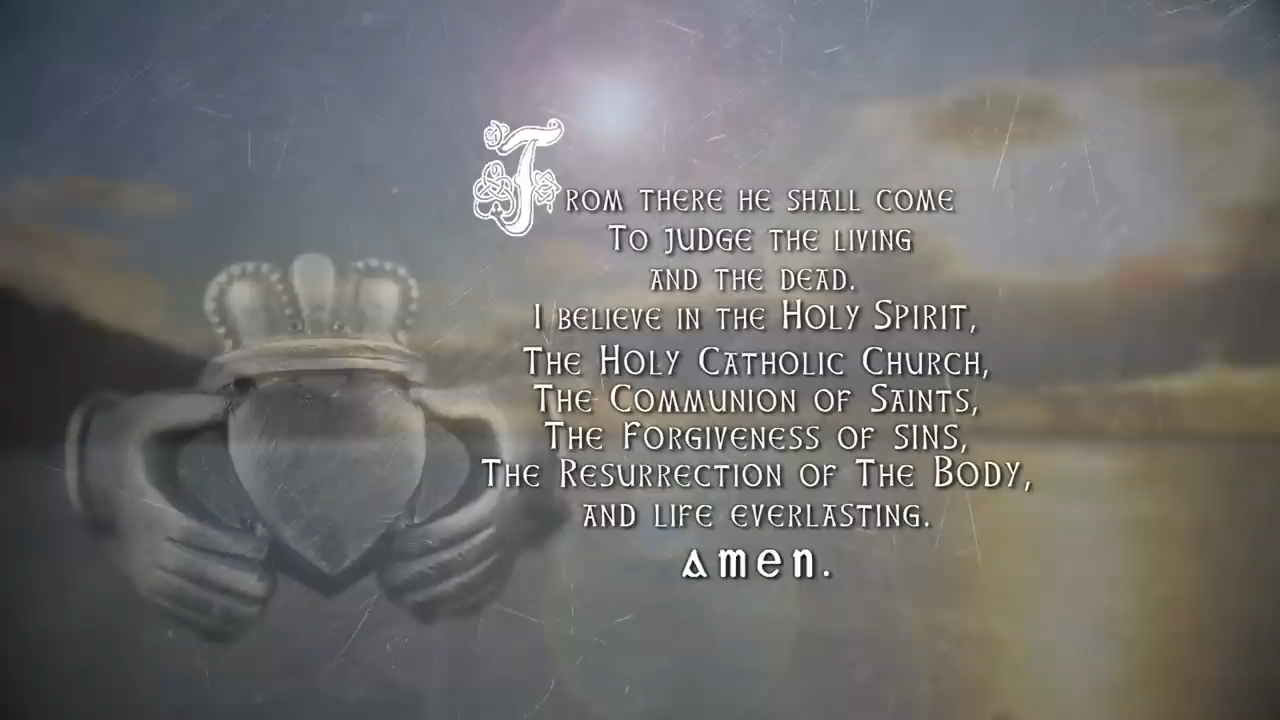 From there he shall come
To judge the living
and the dead.
I believe in the Holy Spirit,
The Holy Catholic Church,
The Communion of Saints,
The Forgiveness of sins,
The Resurrection of The Body,
and life everlasting.
amen.